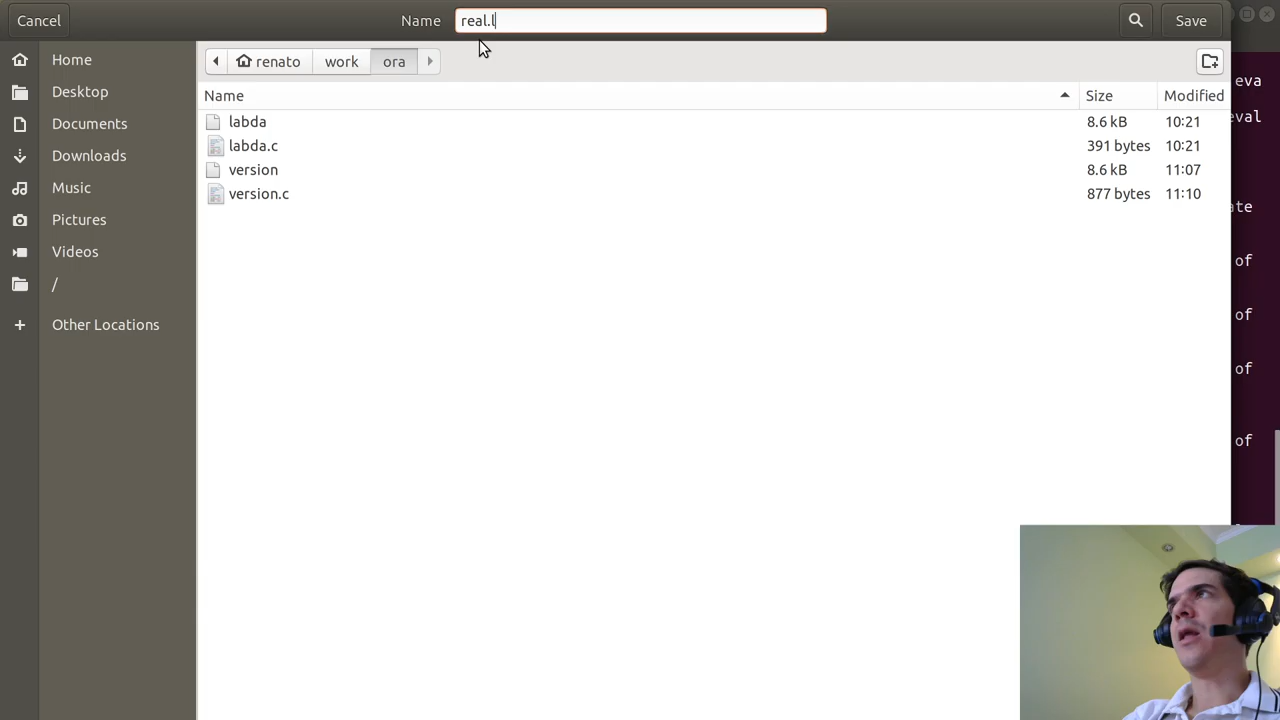 Cancel
Name
real.l
Save
Home
Desktop
Documents
Downloads
Music
Pictures
Videos
/
Other Locations
renato
work
ora
Name
Size
Modified
labda
8.6 kB
10:21
labda.c
391 bytes
10:21
version
8.6 kB
11:07
version.c
877 bytes
11:10
eva
eval
ate
of
of
of
of